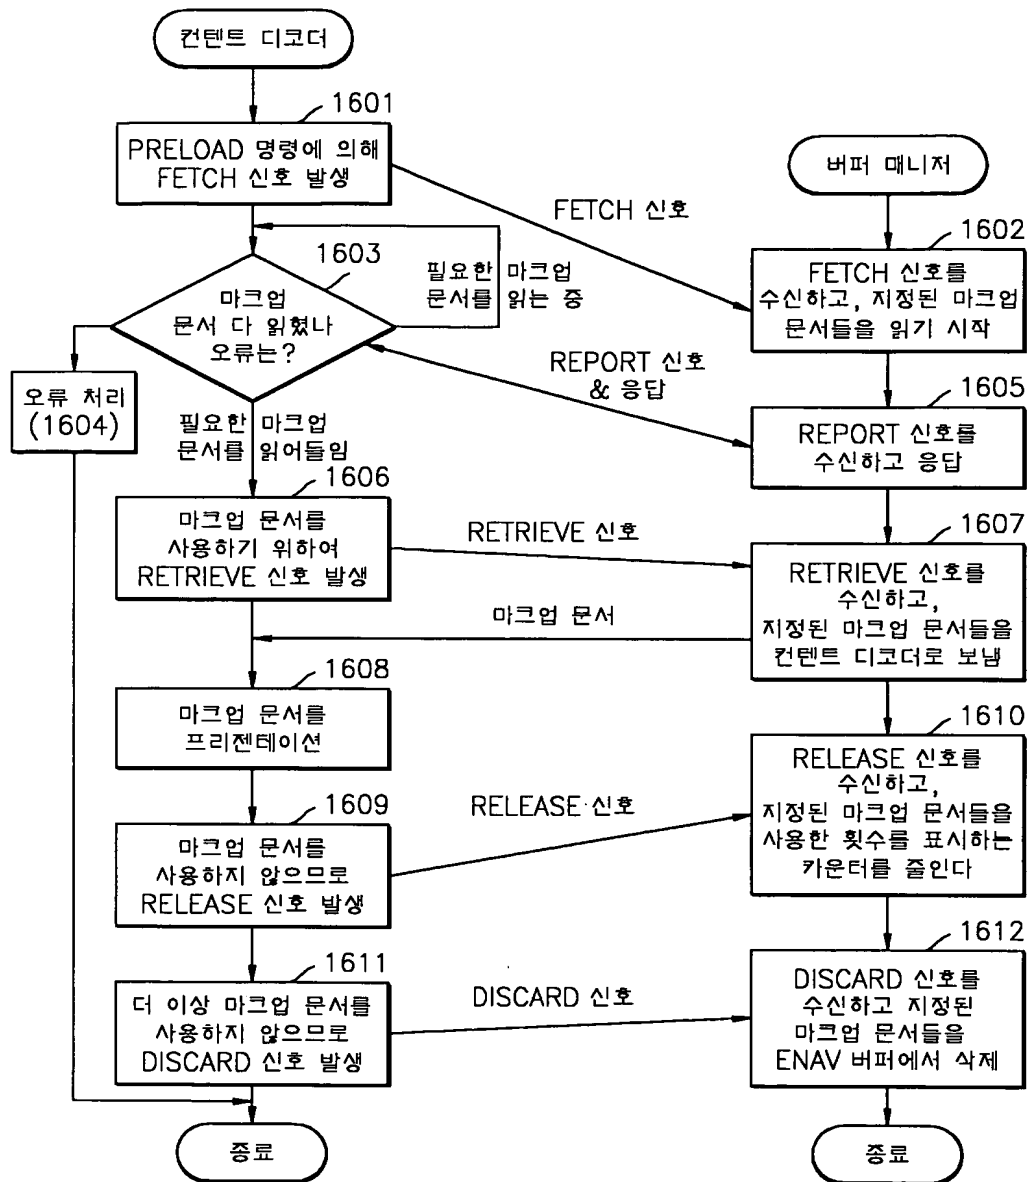 컨텐트 디코더
1601
PRELOAD 명령에 의해
FETCH 신호 발생
버퍼 매니저
FETCH 신호
1602
FETCH 신호를
수신하고, 지정된 마크업
문서들을 읽기 시작
1603
필요한 마크업
문서를 읽는 중
마크업
문서 다 읽혔나
오류는?
REPORT 신호
& 응답
오류 처리
(1604)
1605
REPORT 신호를
수신하고 응답
필요한 마크업
문서를 읽어들임
1606
마크업 문서를
사용하기 위하여
RETRIEVE 신호 발생
RETRIEVE 신호
1607
RETRIEVE 신호를
수신하고,
지정된 마크업 문서들을
컨텐트 디코더로 보냄
마크업 문서
1608
마크업 문서를
프리젠테이션
1610
RELEASE 신호를
수신하고,
지정된 마크업 문서들을
사용한 횟수를 표시하는
카운터를 줄인다
1609
마크업 문서를
사용하지 않으므로
RELEASE 신호 발생
RELEASE 신호
1611
더 이상 마크업 문서를
사용하지 않으므로
DISCARD 신호 발생
DISCARD 신호
1612
DISCARD 신호를
수신하고 지정된
마크업 문서들을
ENAV 버퍼에서 삭제
종료
종료